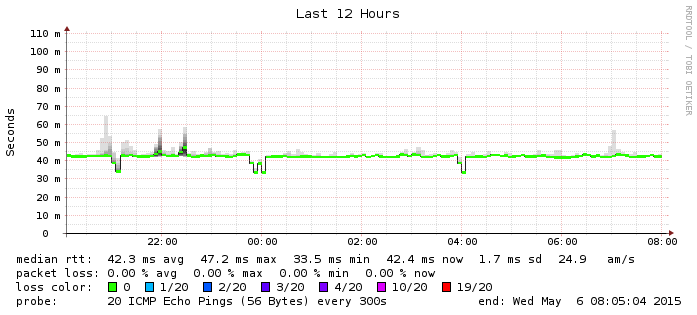 Last 12 Hours
RRDTOOL / TOBI OETIKER
Seconds
110 m
100 m
90 m
80 m
70 m
60 m
50 m
40 m
30 m
20 m
10 m
0
22:00 00:00 02:00 04:00 06:00 08:00
median rtt: 42.3 ms avg 47.2 ms max 33.5 ms min 42.4 ms now 1.7 ms sd 24.9 am/s
packet loss: 0.00 % avg 0.00 % max 0.00 % min 0.00 % now
loss color: 0 1/20 2/20 3/20 4/20 10/20 19/20
probe: 20 ICMP Echo Pings (56 Bytes) every 300s end: Wed May 6 08:05:04 2015